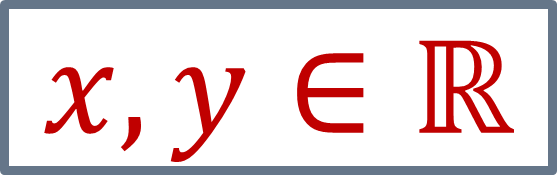 x, y ∈ ℝ